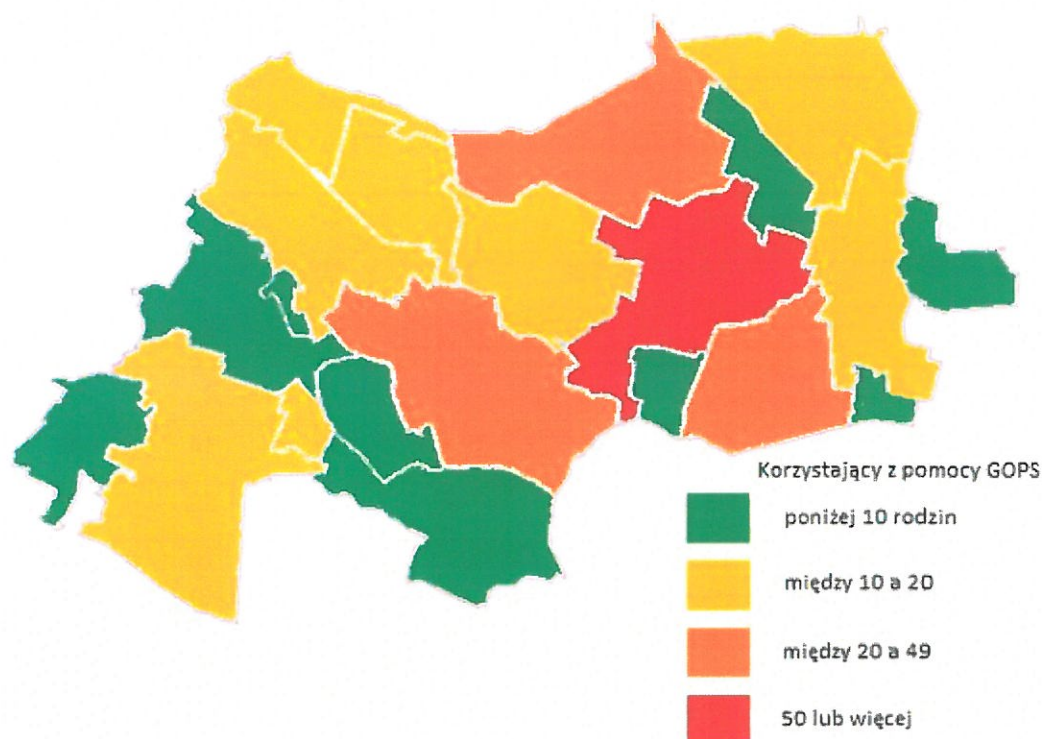 Korzystający z pomocy GOPS
poniżej 10 rodzin
między 10 a 20
między 20 a 49
50 lub więcej